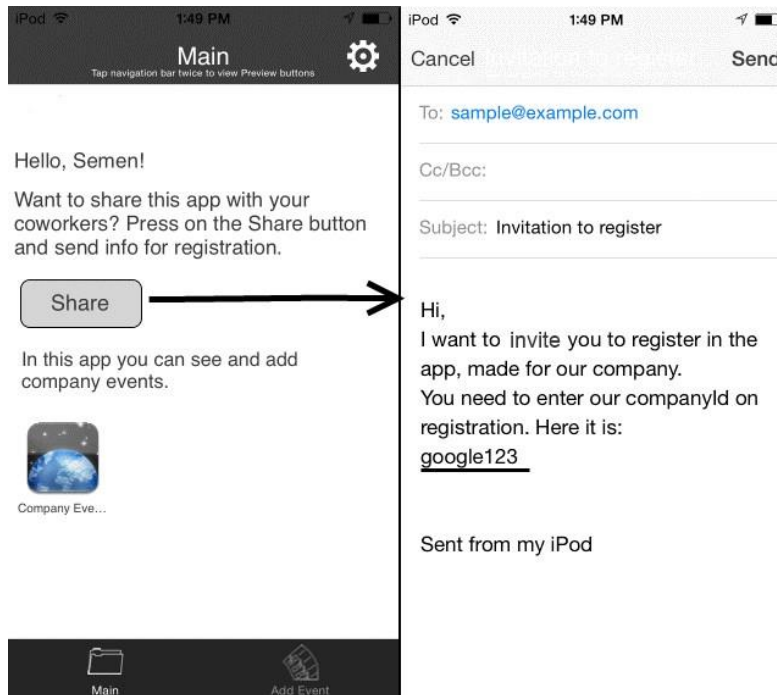 iPod 1:49 PM
Main
Tap navigation bar twice to view Preview buttons
Hello, Semen!
Want to share this app with your
coworkers? Press on the Share button
and send info for registration.
Share
In this app you can see and add
company events.
Company Eve...
Main Add Event
iPod 1:49 PM
Cancel Invitation to register Send
To: sample@example.com
Cc/Bcc:
Subject: Invitation to register
Hi,
I want to invite you to register in the
app, made for our company.
You need to enter our companyId on
registration. Here it is:
google123
Sent from my iPod